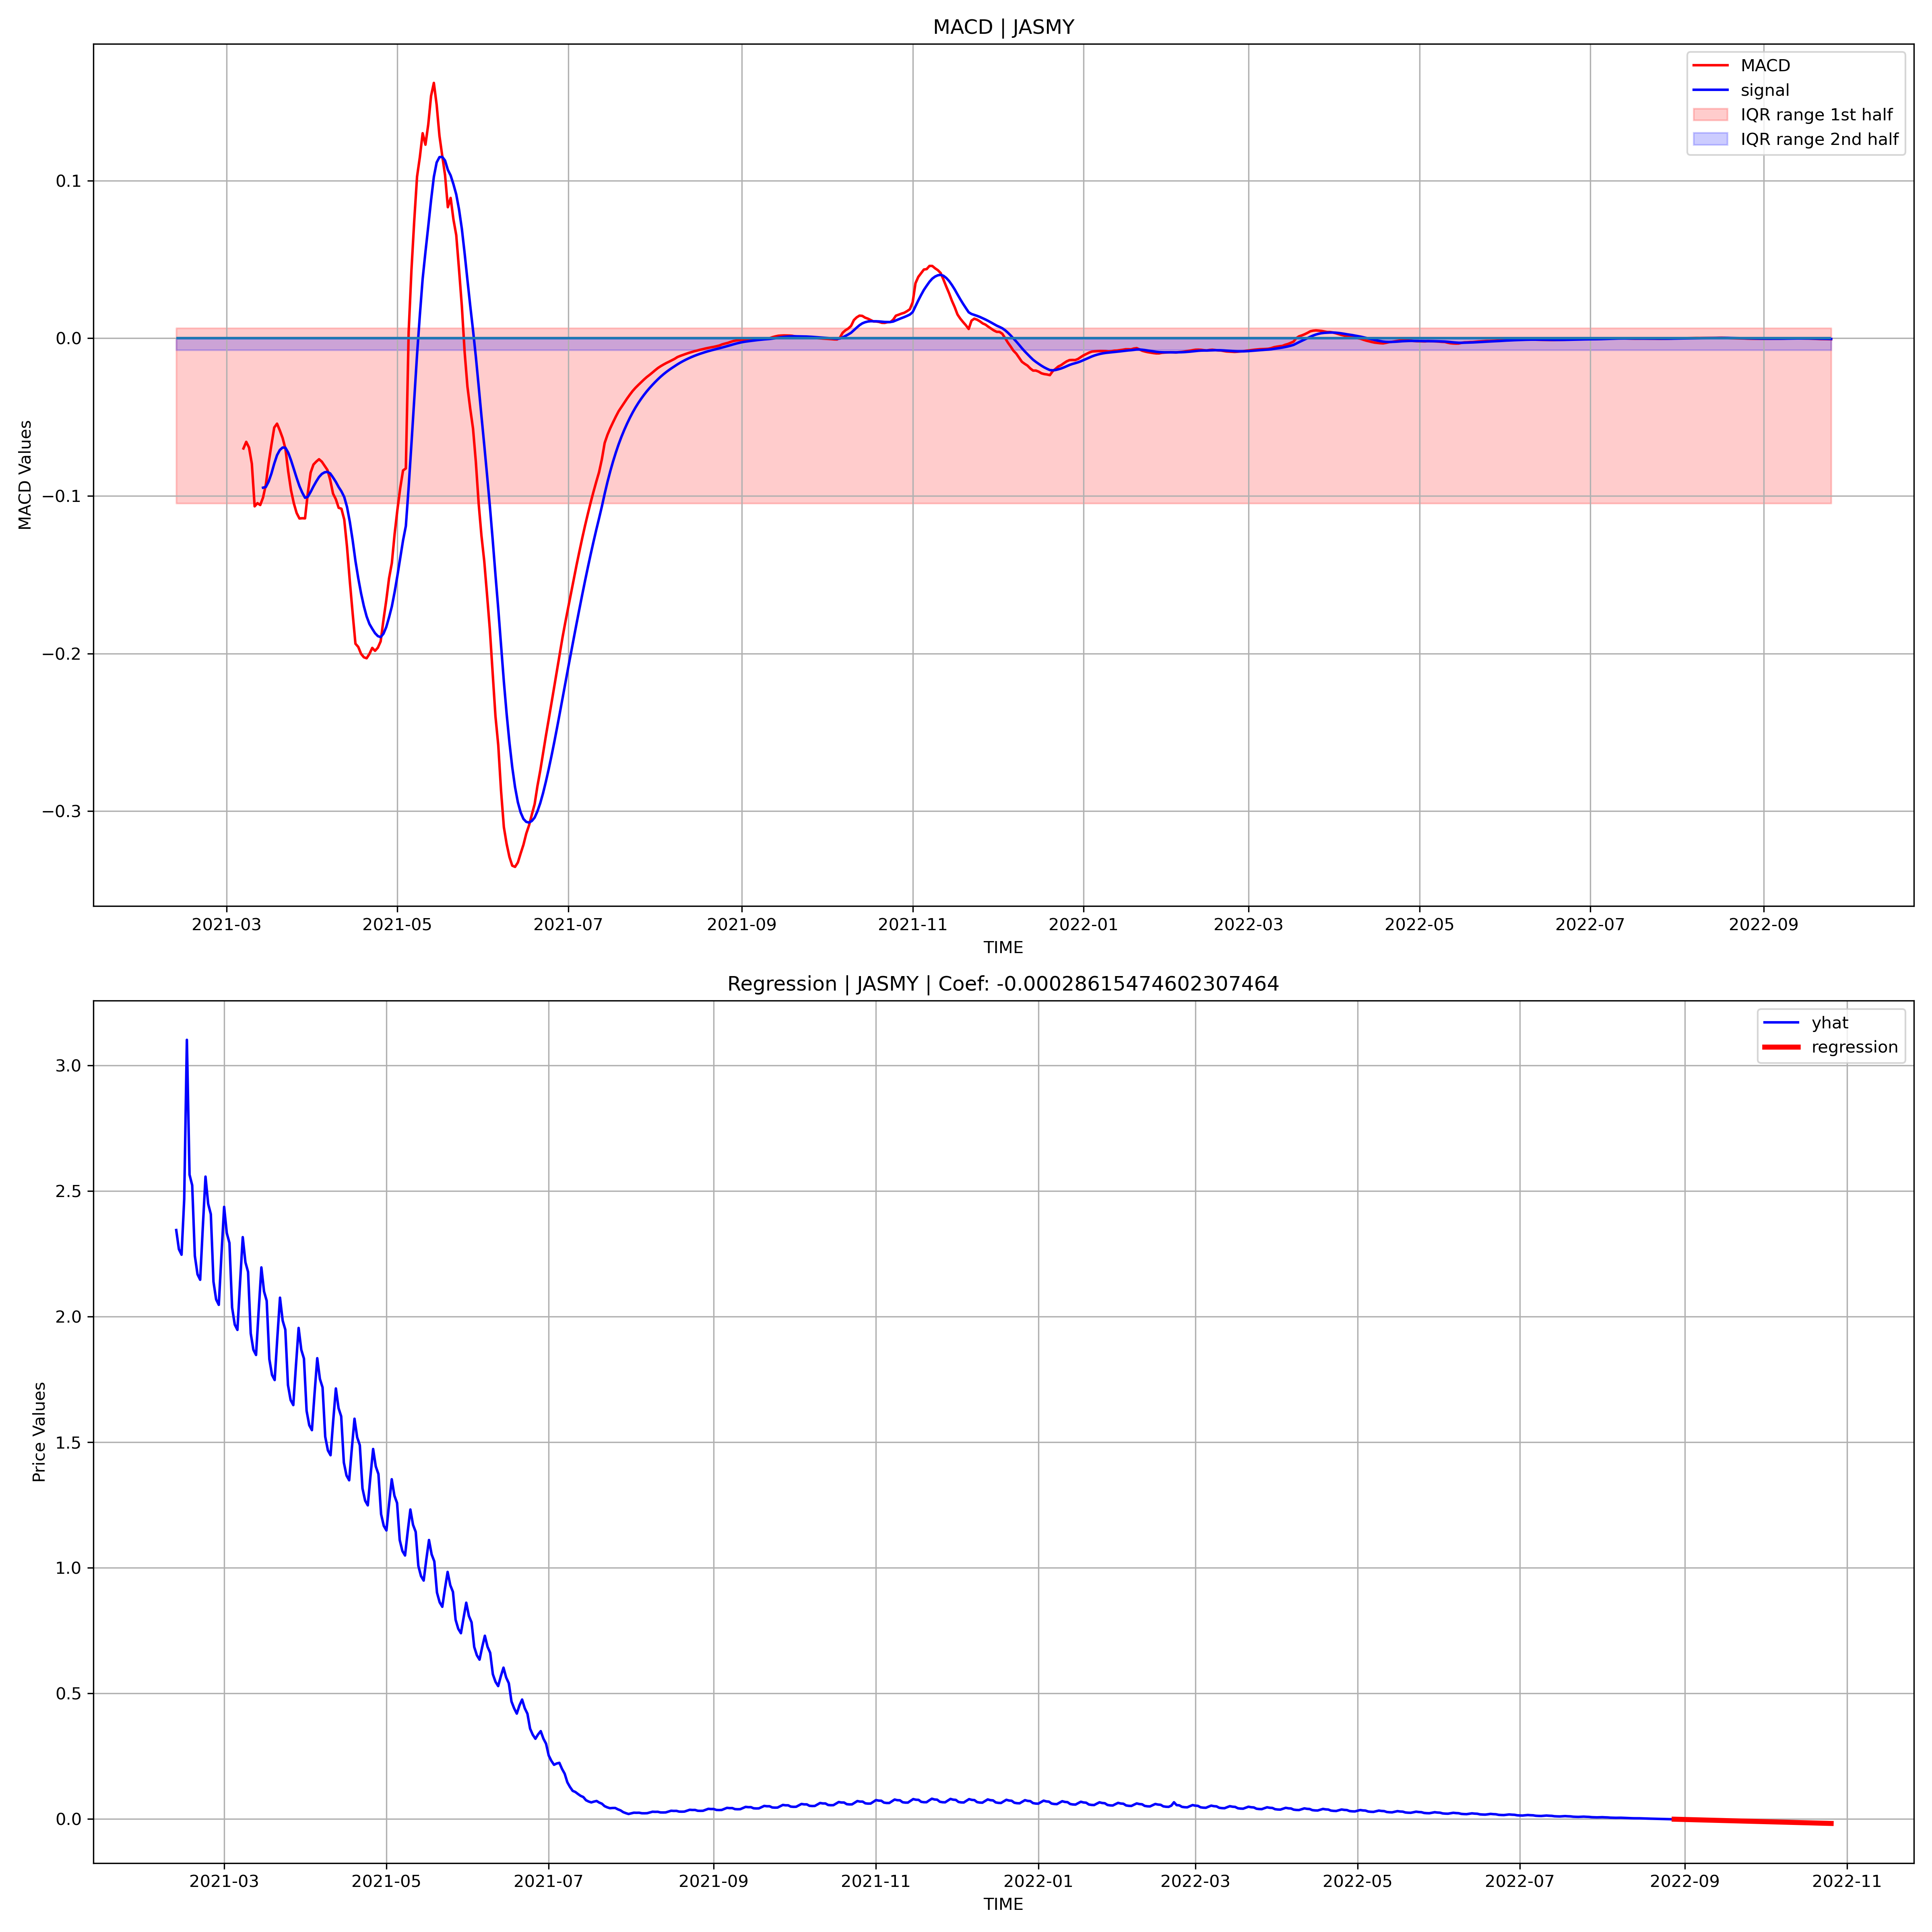 MACD | JASMY
MACD
signal
IQR range 1st half
IQR range 2nd half
0.1
0.0
−0.1
−0.2
−0.3
MACD Values
2021-03 2021-05 2021-07 2021-09 2021-11 2022-01 2022-03 2022-05 2022-07 2022-09
TIME
Regression | JASMY | Coef: -0.00028615474602307464
yhat
regression
3.0
2.5
2.0
1.5
1.0
0.5
0.0
Price Values
2021-03 2021-05 2021-07 2021-09 2021-11 2022-01 2022-03 2022-05 2022-07 2022-09 2022-11
TIME